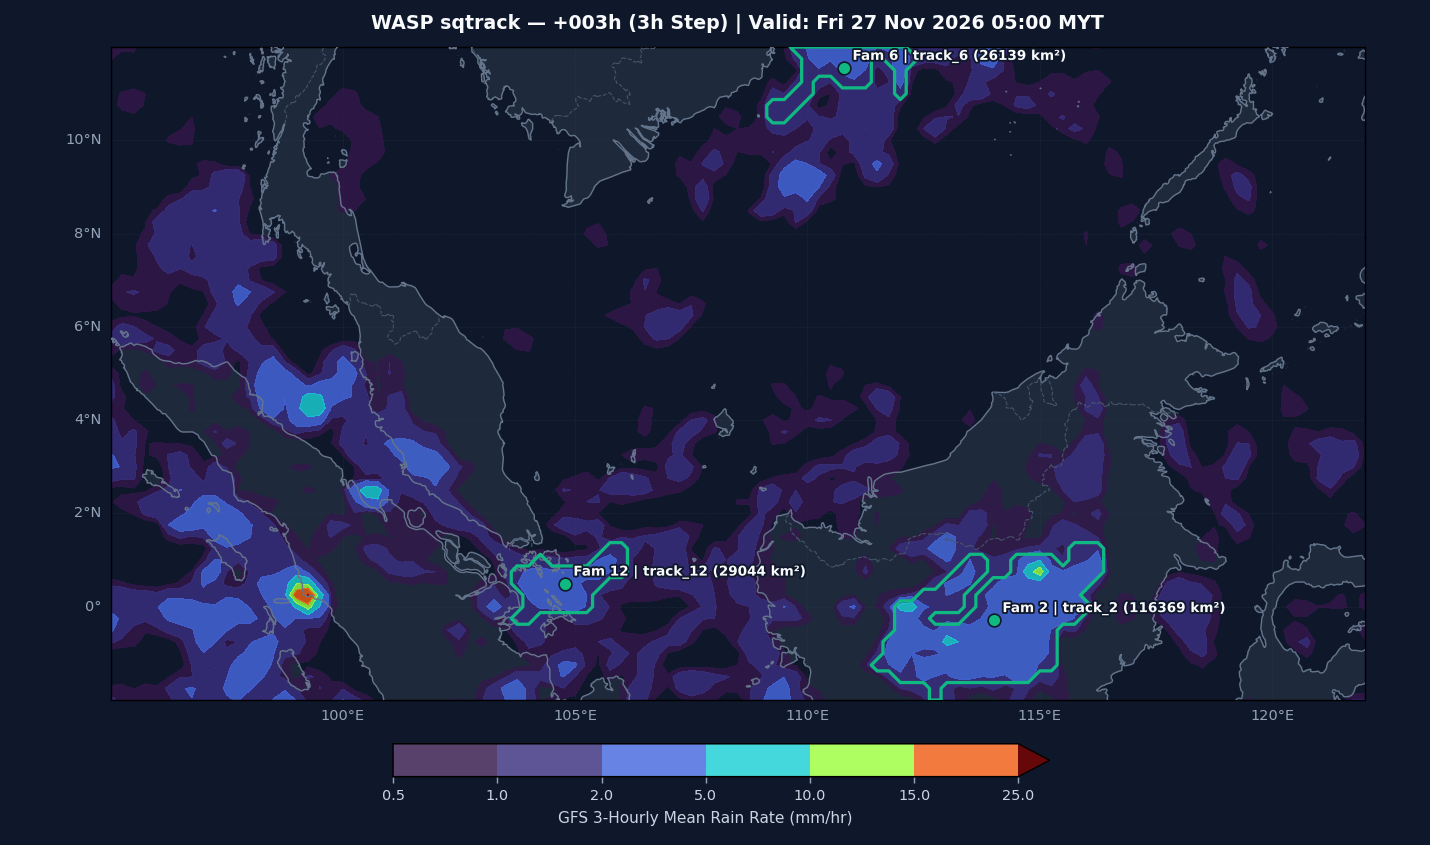 WASP sqtrack — +003h (3h Step) | Valid: Fri 27 Nov 2026 05:00 MYT
Fam 6 | track_6 (26139 km²)
10°N
8°N
6°N
4°N
2°N
Fam 12 | track_12 (29044 km²)
0°
Fam 2 | track_2 (116369 km²)
100°E 105°E 110°E 115°E 120°E
0.5 1.0 2.0 5.0 10.0 15.0 25.0
GFS 3-Hourly Mean Rain Rate (mm/hr)